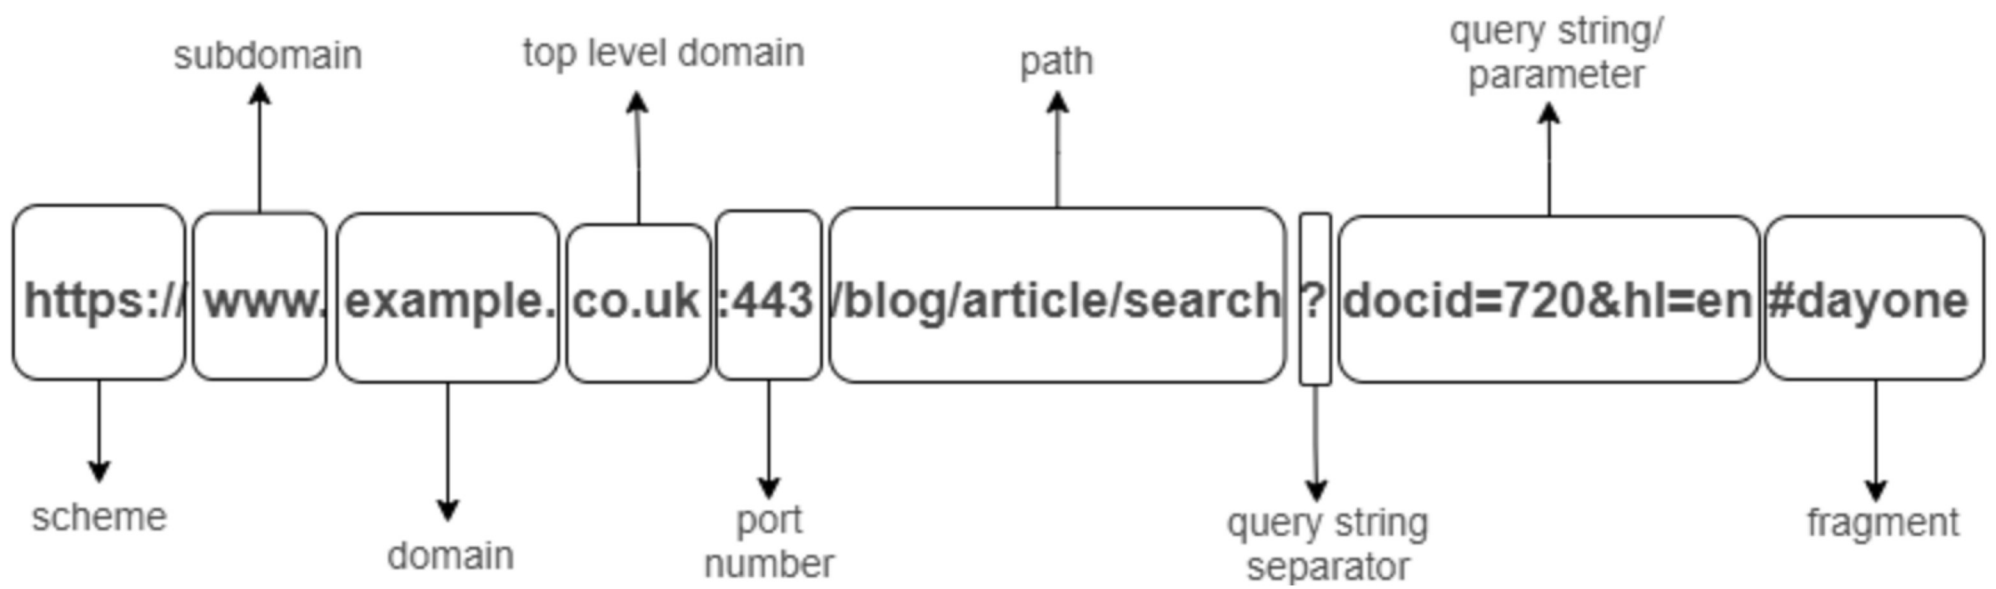 subdomain
top level domain
path
query string/
parameter
https:// www. example. co.uk :443 /blog/article/search ? docid=720&hl=en #dayone
scheme
domain
port
number
query string
separator
fragment